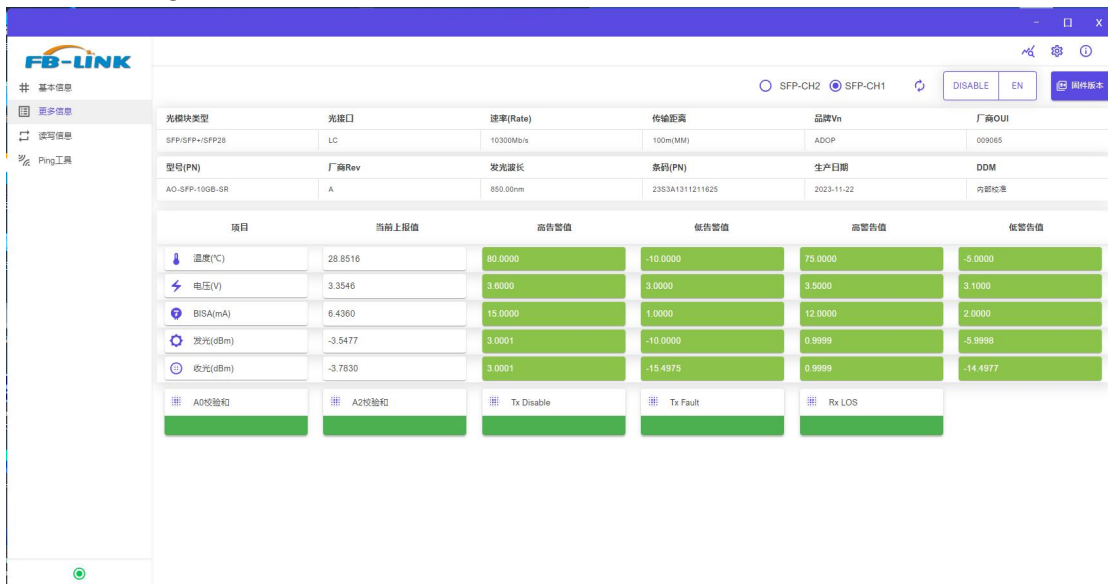 FB-LINK
基本信息
更多信息
读写信息
Ping工具
SFP-CH2 SFP-CH1 DISABLE EN 固件版本
光模块类型 光接口 速率(Rate) 传输距离 品牌Vn 厂商OUI
SFP/SFP+/SFP28 LC 10300Mb/s 100m(MM) ADOP 009065
型号(PN) 厂商Rev 发光波长 条码(PN) 生产日期 DDM
AO-SFP-10GB-SR A 850.00nm 23S3A1311211625 2023-11-22 内部校准
项目 当前上报值 高告警值 低告警值 高警告值 低警告值
温度(℃) 28.8516 80.0000 -10.0000 75.0000 -5.0000
电压(V) 3.3546 3.6000 3.0000 3.5000 3.1000
BISA(mA) 6.4360 15.0000 1.0000 12.0000 2.0000
发光(dBm) -3.5477 3.0001 -10.0000 0.9999 -5.9998
收光(dBm) -3.7830 3.0001 -15.4975 0.9999 -14.4977
A0校验和 A2校验和 Tx Disable Tx Fault Rx LOS